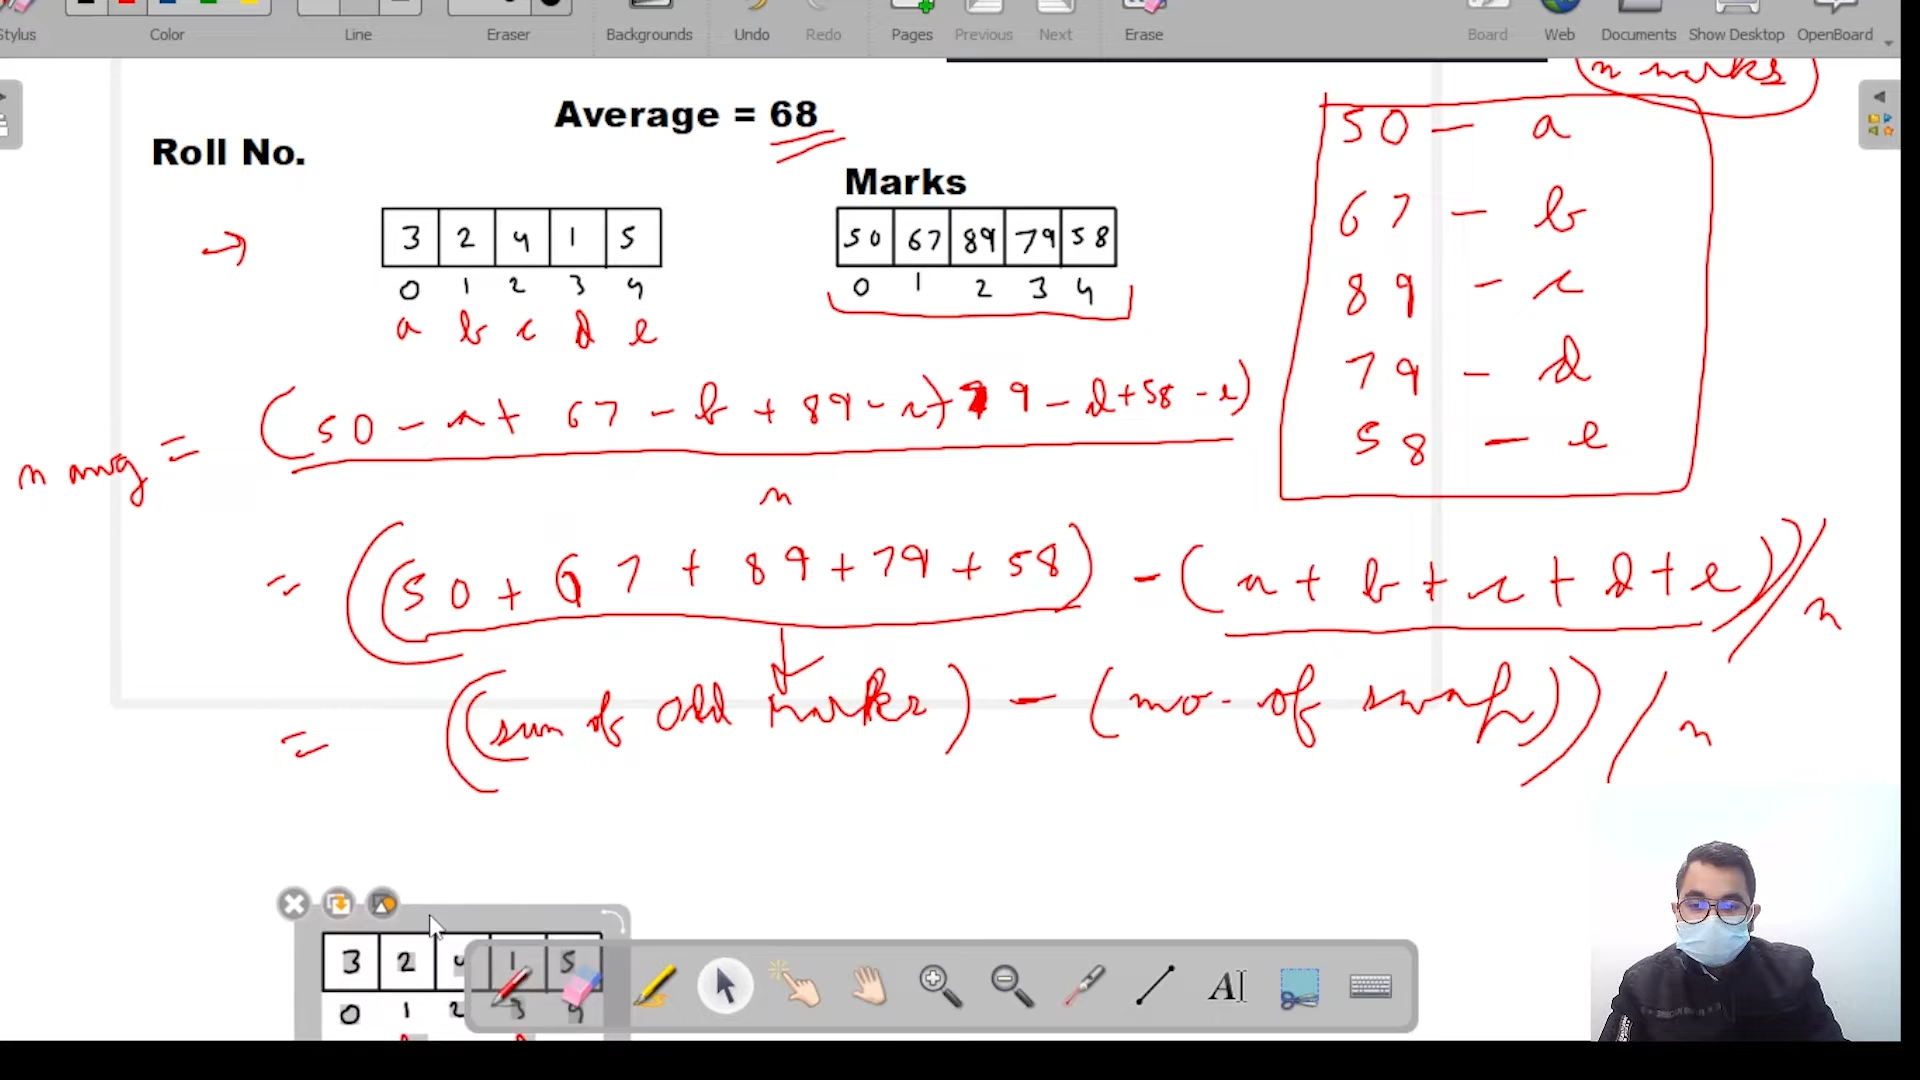 Stylus Color Line Eraser Backgrounds Undo Redo Pages Previous Next Erase Board Web Documents Show Desktop OpenBoard
n marks
Average = 68
Roll No.
Marks
3 2 4 1 5
0 1 2 3 4
a b c d e
50 67 89 79 58
0 1 2 3 4
50 - a
67 - b
89 - c
79 - d
58 - e
n avg = (50 - a + 67 - b + 89 - c + 79 - d + 58 - e)
n
= ((50 + 67 + 89 + 79 + 58) - (a + b + c + d + e)) / n
= ((sum of old marks) - (no. of swaps)) / n
3 2 4 1 5
0 1 2 3 4
AI